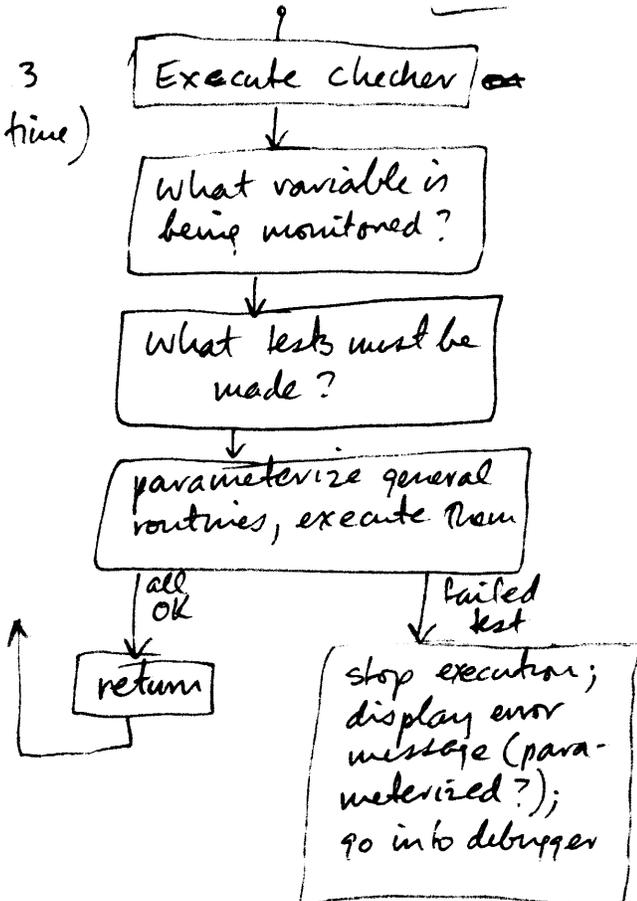 Execute checker
3
time)
What variable is
being monitored?
What tests must be
made?
parameterize general
routines, execute them
all
OK
failed
test
return
stop execution;
display error
message (para-
meterized?);
go into debugger